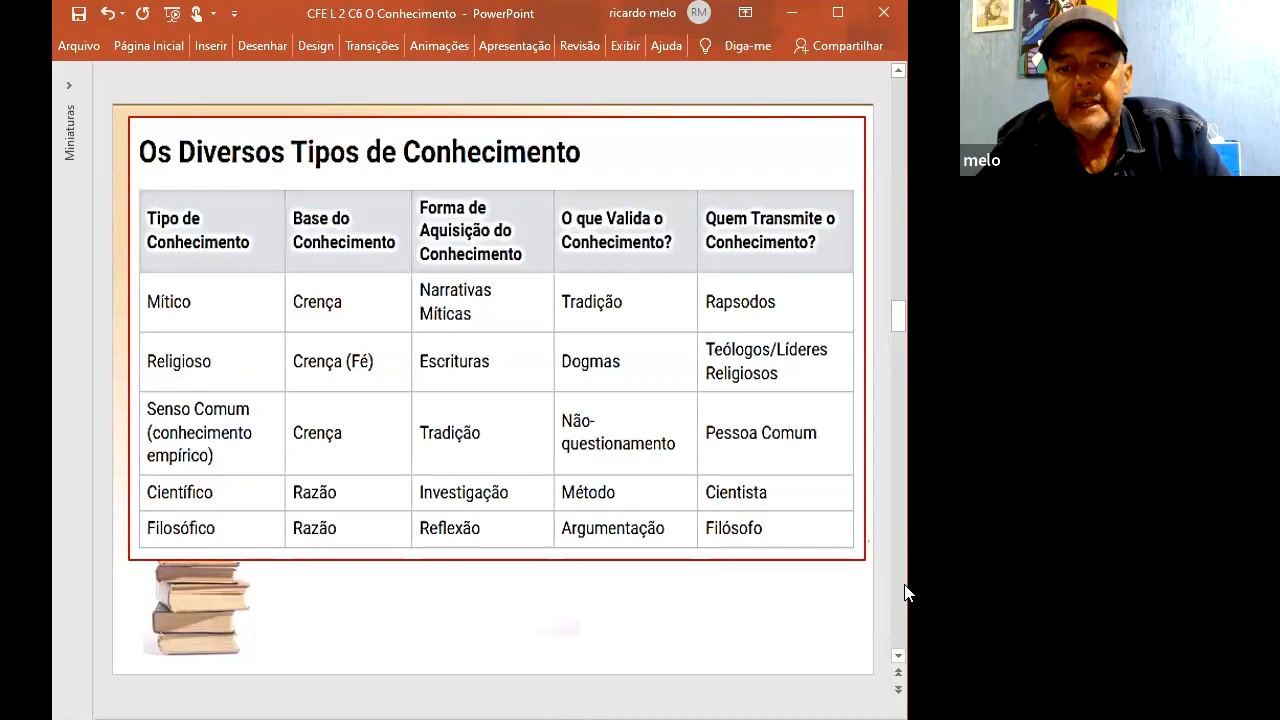 CFE L 2 C6 O Conhecimento - PowerPoint
ricardo melo
RM
Arquivo
Página Inicial
Inserir
Desenhar
Design
Transições
Animações
Apresentação
Revisão
Exibir
Ajuda
Diga-me
Compartilhar
Miniaturas
melo
Os Diversos Tipos de Conhecimento
Tipo de
Conhecimento
Base do
Conhecimento
Forma de
Aquisição do
Conhecimento
O que Valida o
Conhecimento?
Quem Transmite o
Conhecimento?
Mítico
Crença
Narrativas
Míticas
Tradição
Rapsodos
Religioso
Crença (Fé)
Escrituras
Dogmas
Teólogos/Líderes
Religiosos
Senso Comum
(conhecimento
empírico)
Crença
Tradição
Não-
questionamento
Pessoa Comum
Científico
Razão
Investigação
Método
Cientista
Filosófico
Razão
Reflexão
Argumentação
Filósofo